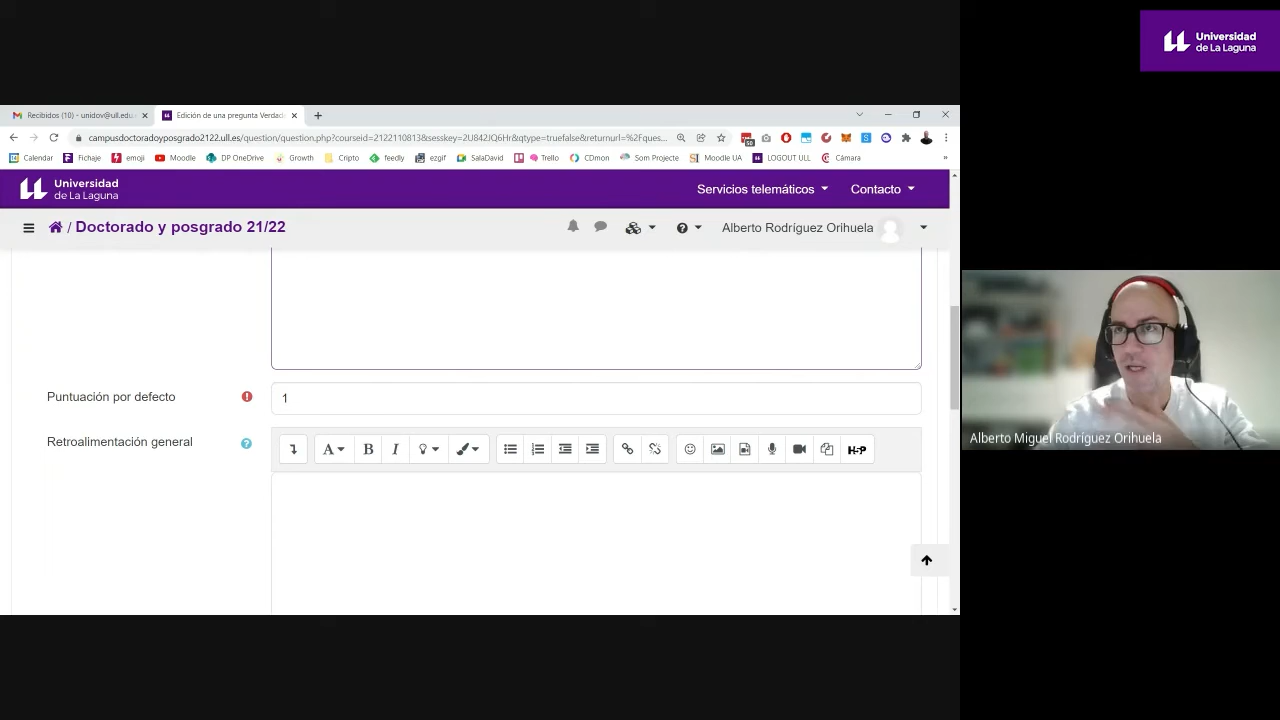 Universidad
de La Laguna
Recibidos (10) - unidov@ull.edu
Edición de una pregunta Verdad
campusdoctoradoyposgrado2122.ull.es/question/question.php?courseid=2122110813&sesskey=2U842JQ6Hr&qtype=truefalse&returnurl=%2Fques...
50
Calendar
Fichaje
emoji
Moodle
DP OneDrive
Growth
Cripto
feedly
ezgif
SalaDavid
Trello
CDmon
Som Projecte
Moodle UA
LOGOUT ULL
Cámara
»
Universidad
de La Laguna
Servicios telemáticos
Contacto
/ Doctorado y posgrado 21/22
Alberto Rodríguez Orihuela
Puntuación por defecto
1
Retroalimentación general
A
B
I
H5P
Alberto Miguel Rodríguez Orihuela